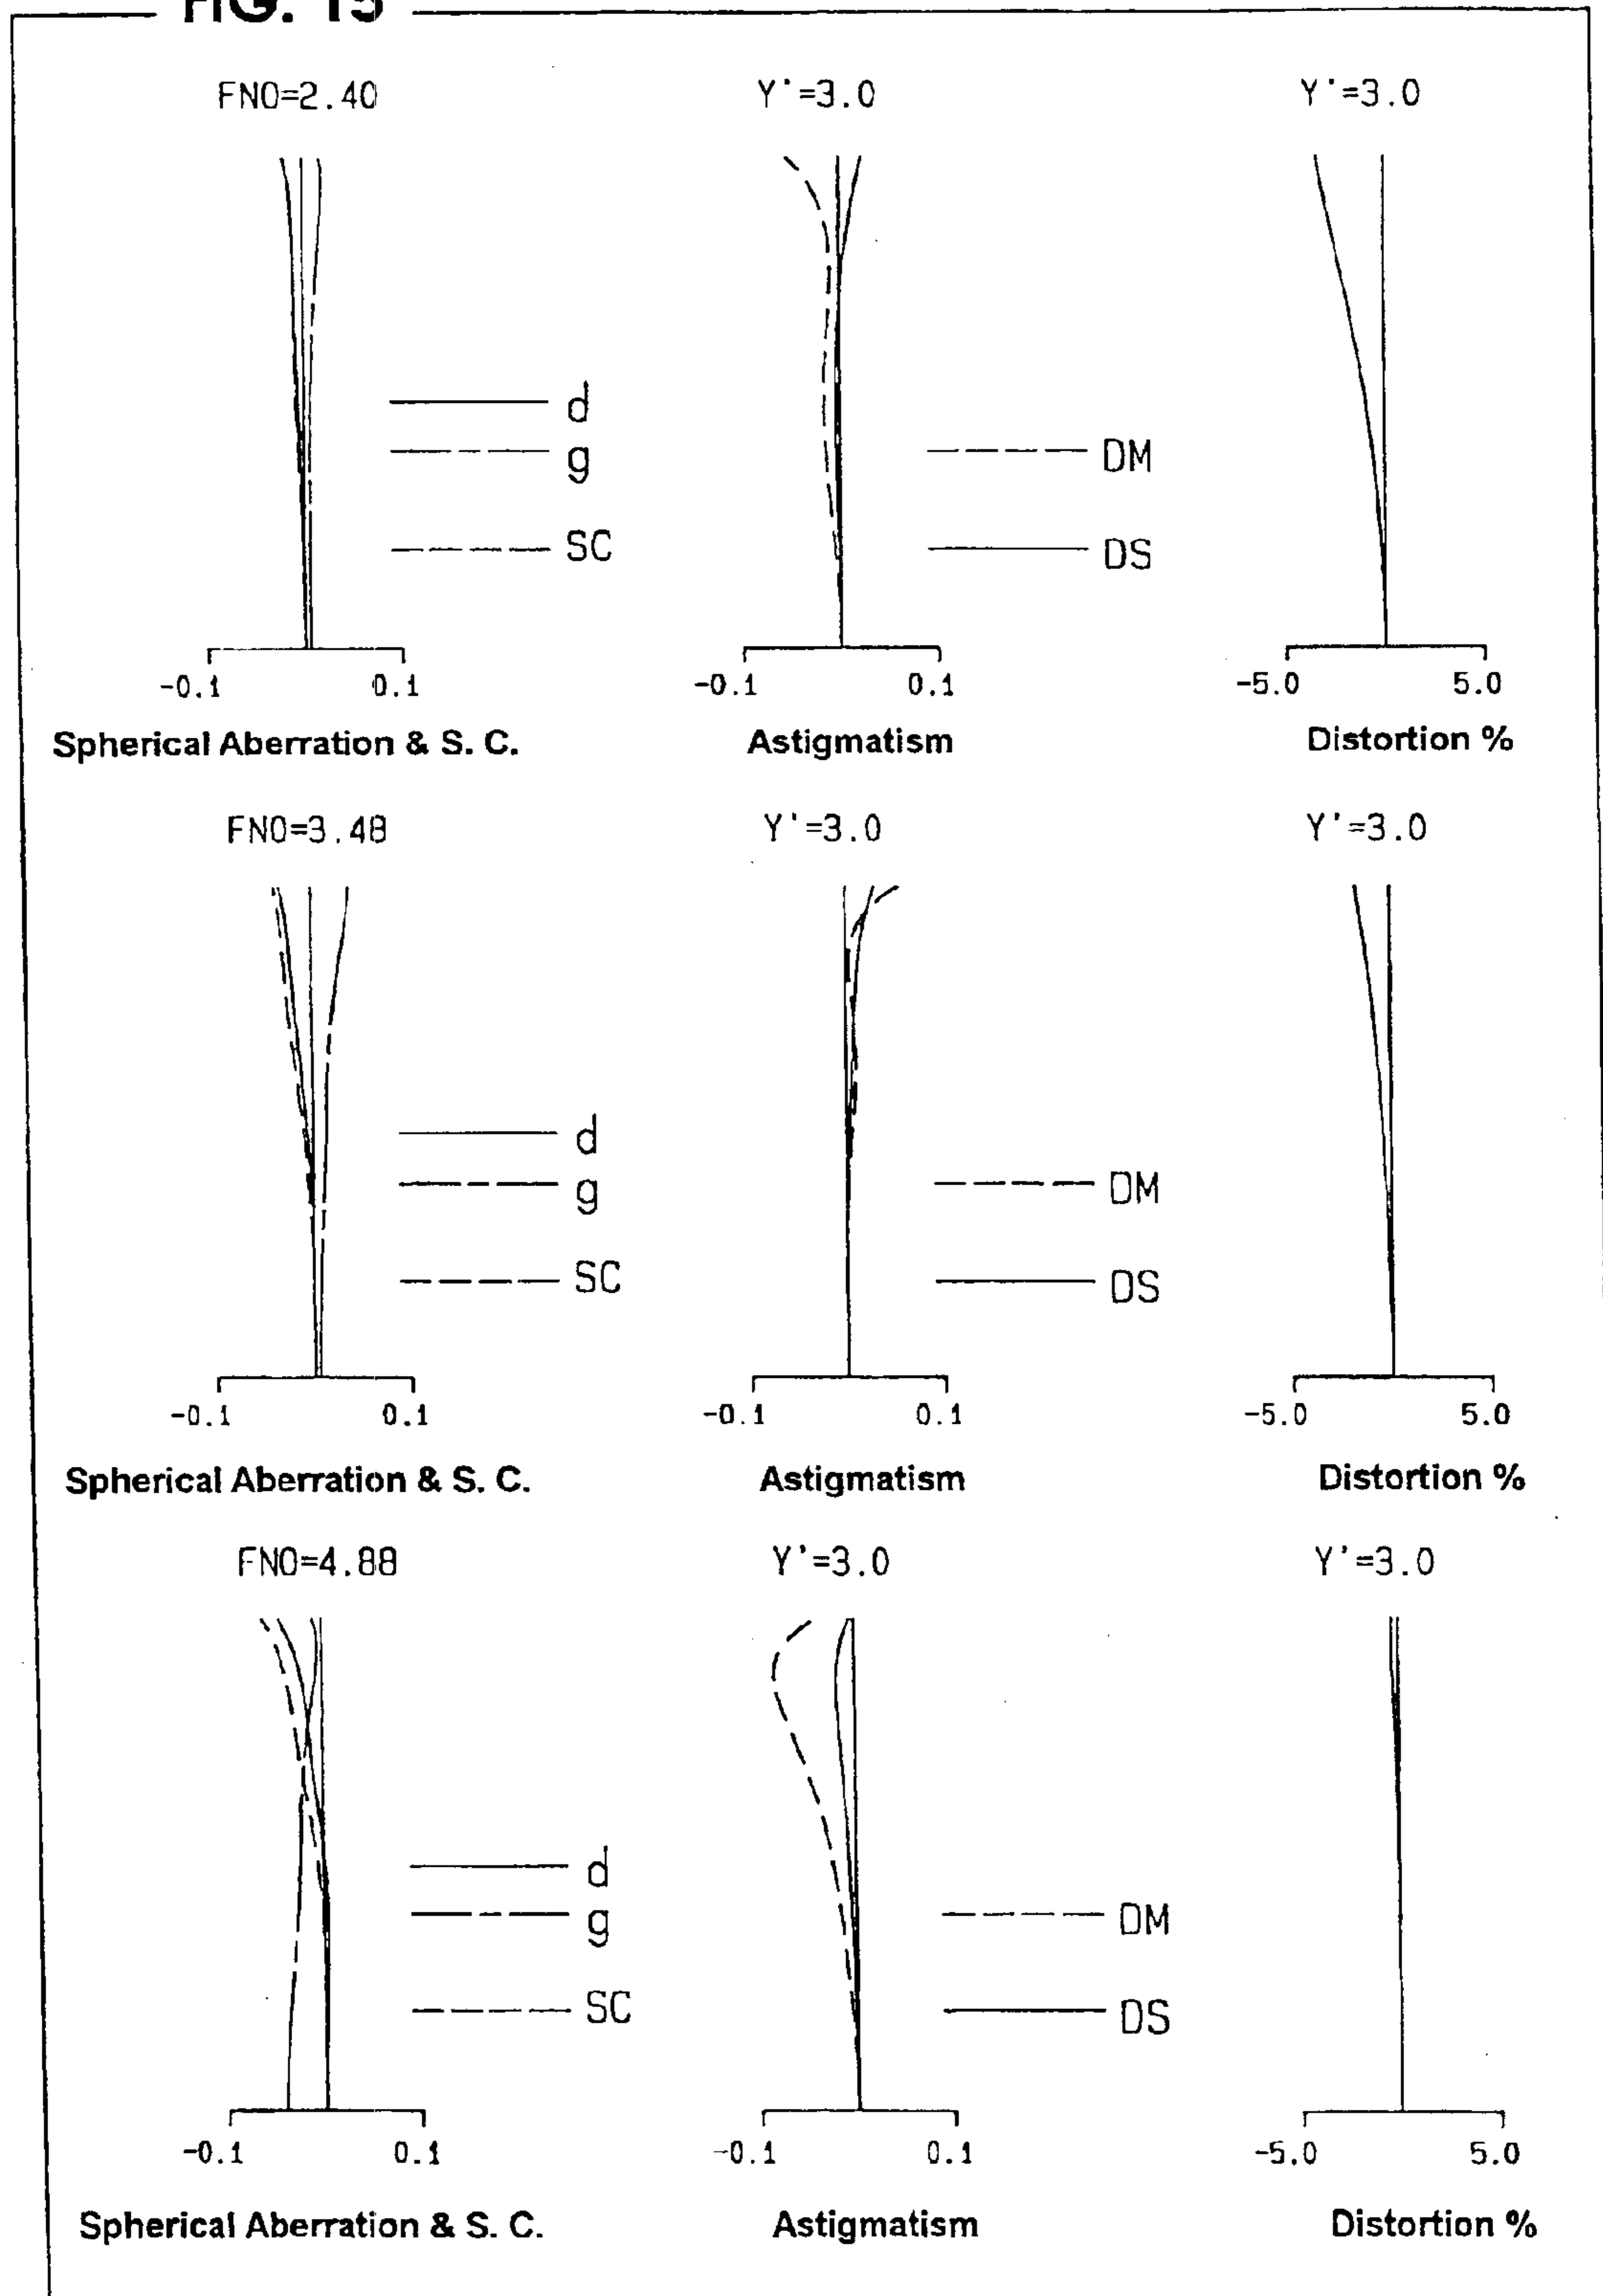 FIG. 15
FNO=2.40 Y'=3.0 Y'=3.0
d
g DM
SC DS
-0.1 0.1 -0.1 0.1 -5.0 5.0
Spherical Aberration & S. C. Astigmatism Distortion %
FNO=3.48 Y'=3.0 Y'=3.0
d
g DM
SC DS
-0.1 0.1 -0.1 0.1 -5.0 5.0
Spherical Aberration & S. C. Astigmatism Distortion %
FNO=4.88 Y'=3.0 Y'=3.0
d
g DM
SC DS
-0.1 0.1 -0.1 0.1 -5.0 5.0
Spherical Aberration & S. C. Astigmatism Distortion %